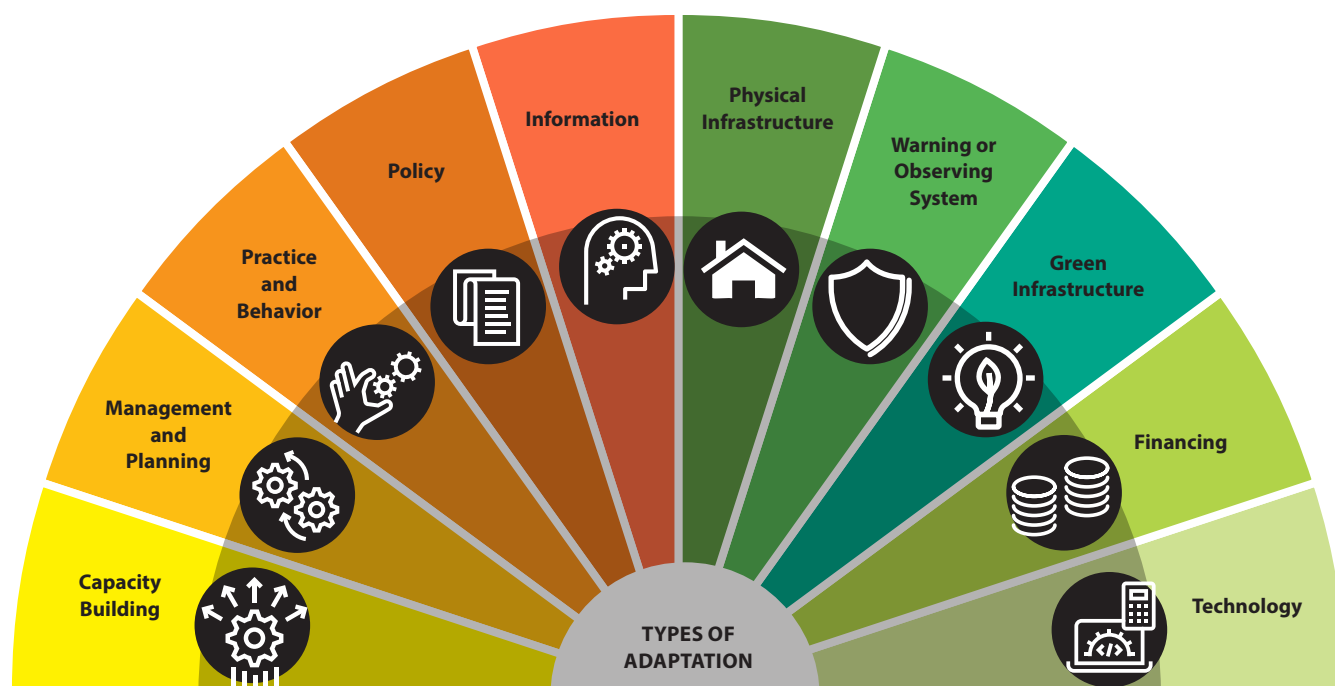 Capacity
Building
Management
and
Planning
Practice
and
Behavior
Policy
Information
Physical
Infrastructure
Warning or
Observing
System
Green
Infrastructure
Financing
Technology
TYPES OF
ADAPTATION